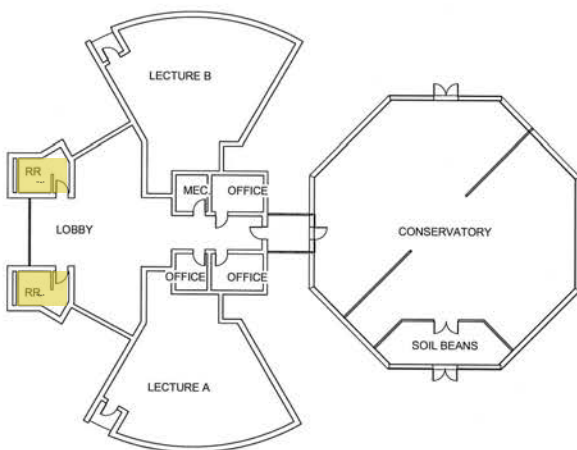 LECTURE B
RR
MEC.
OFFICE
LOBBY
CONSERVATORY
OFFICE
OFFICE
RR
SOIL BEANS
LECTURE A